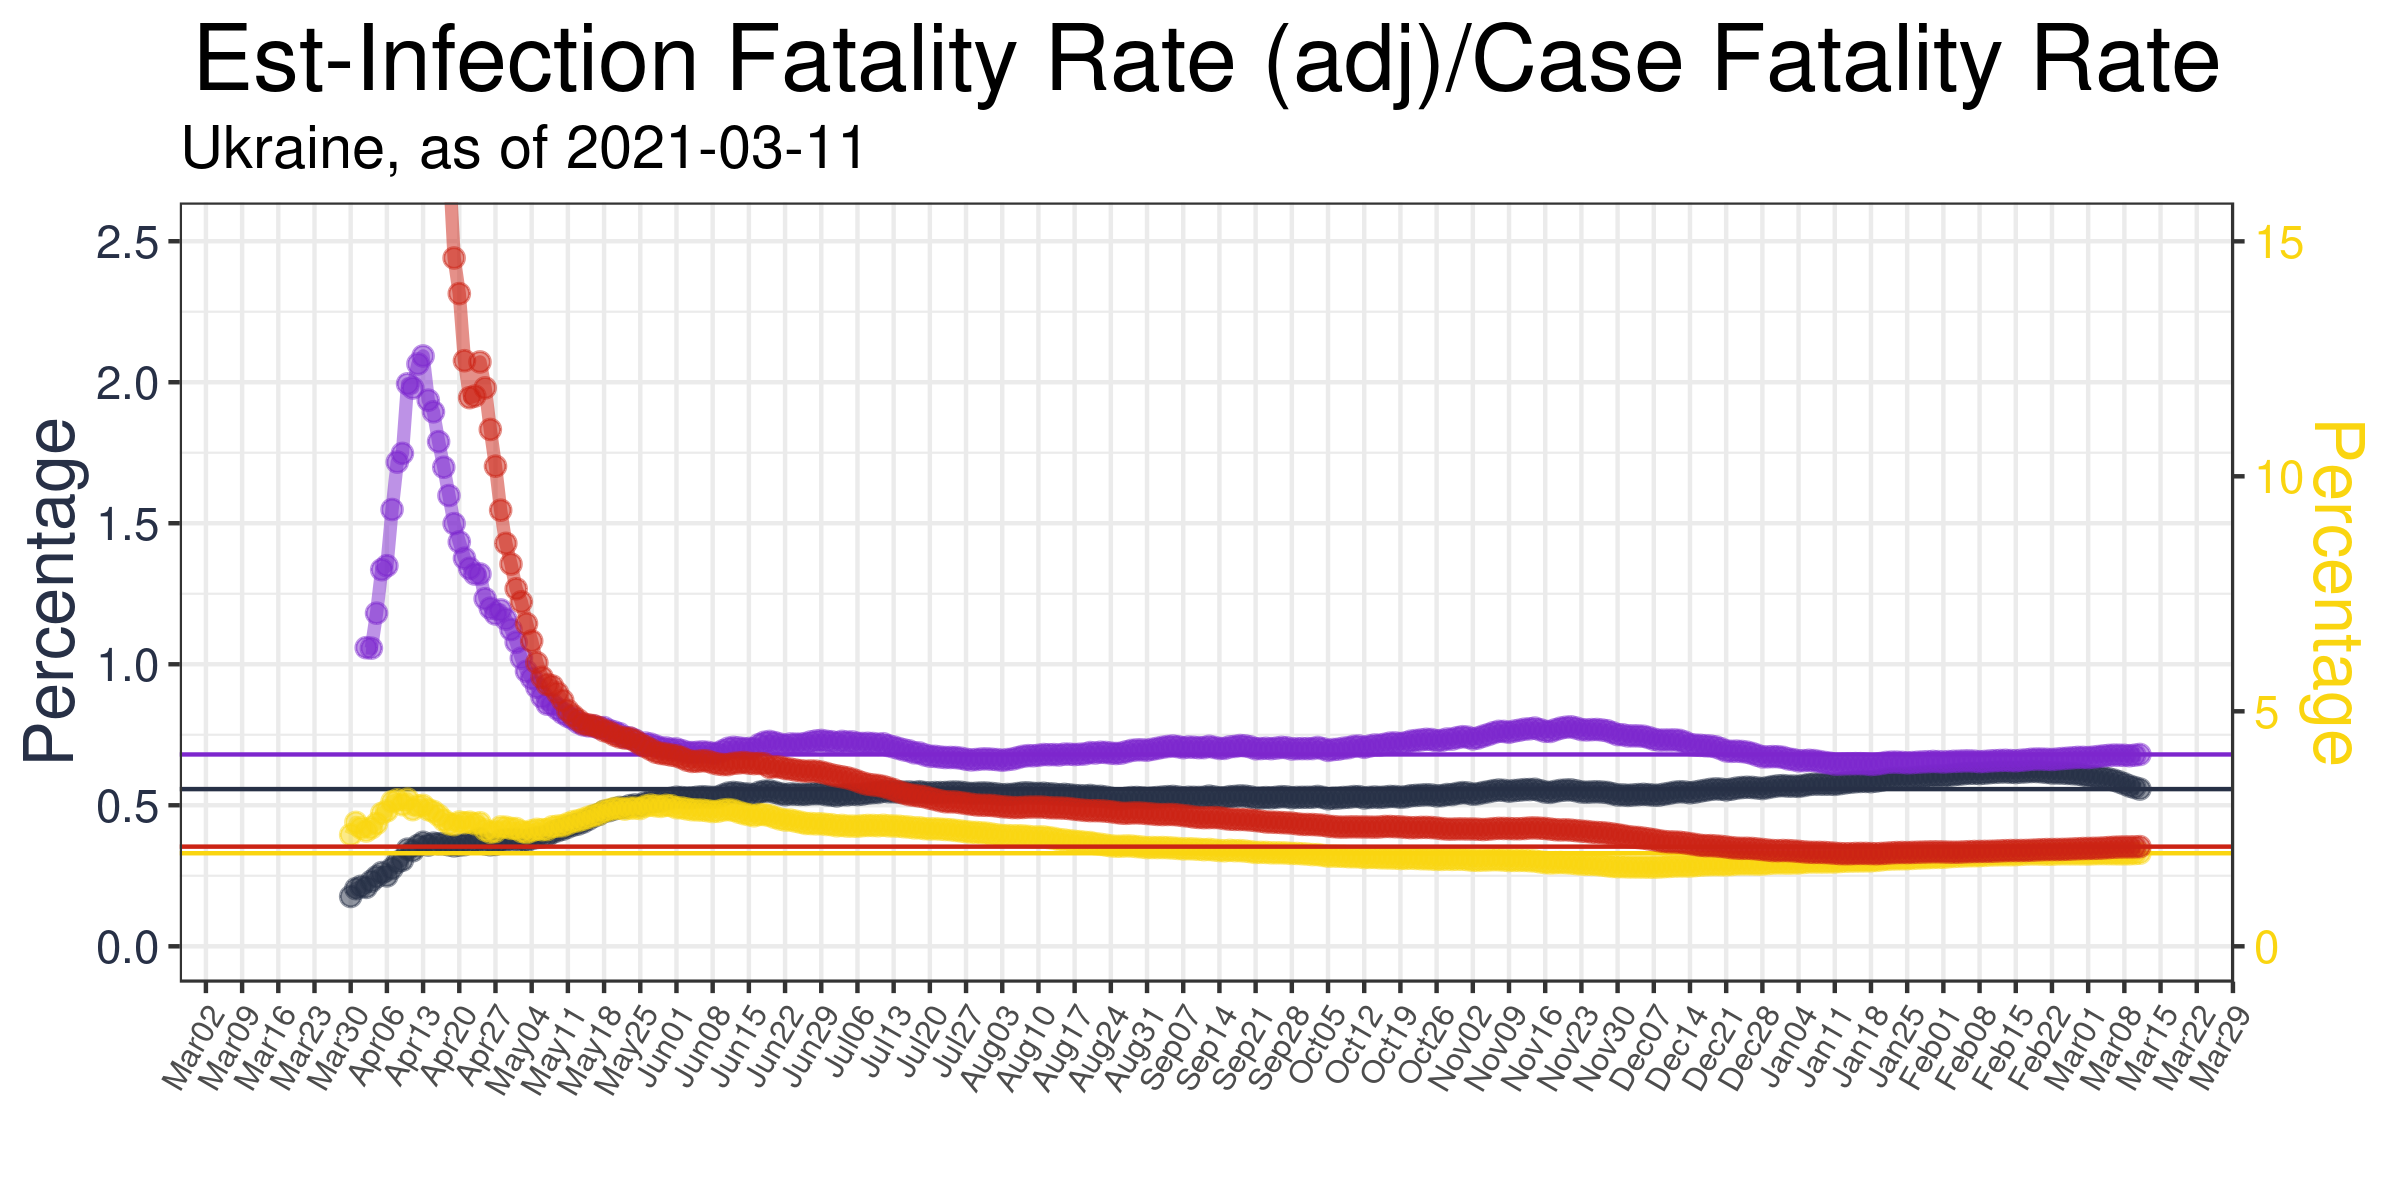 Est-Infection Fatality Rate (adj)/Case Fatality Rate
Ukraine, as of 2021-03-11
Percentage
2.5
2.0
1.5
1.0
0.5
0.0
15
10
5
0
Percentage
Mar02
Mar09
Mar16
Mar23
Mar30
Apr06
Apr13
Apr20
Apr27
May04
May11
May18
May25
Jun01
Jun08
Jun15
Jun22
Jun29
Jul06
Jul13
Jul20
Jul27
Aug03
Aug10
Aug17
Aug24
Aug31
Sep07
Sep14
Sep21
Sep28
Oct05
Oct12
Oct19
Oct26
Nov02
Nov09
Nov16
Nov23
Nov30
Dec07
Dec14
Dec21
Dec28
Jan04
Jan11
Jan18
Jan25
Feb01
Feb08
Feb15
Feb22
Mar01
Mar08
Mar15
Mar22
Mar29